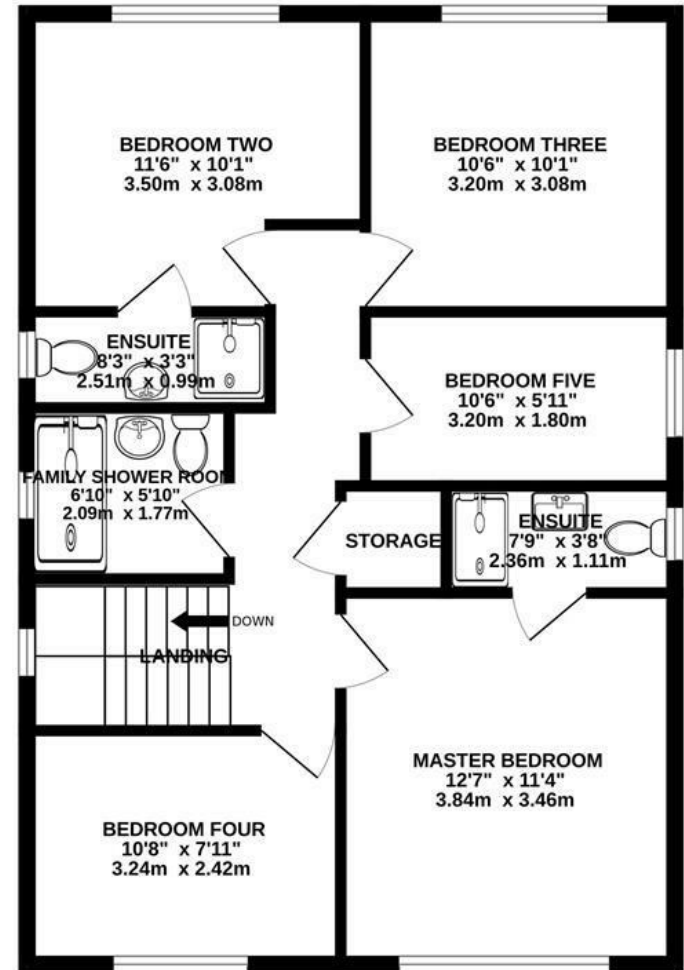 BEDROOM TWO
11'6" x 10'1"
3.50m x 3.08m
BEDROOM THREE
10'6" x 10'1"
3.20m x 3.08m
ENSUITE
8'3" x 3'3"
2.51m x 0.99m
BEDROOM FIVE
10'6" x 5'11"
3.20m x 1.80m
FAMILY SHOWER ROOM
6'10" x 5'10"
2.09m x 1.77m
STORAGE
ENSUITE
7'9" x 3'8"
2.36m x 1.11m
DOWN
LANDING
MASTER BEDROOM
12'7" x 11'4"
3.84m x 3.46m
BEDROOM FOUR
10'8" x 7'11"
3.24m x 2.42m